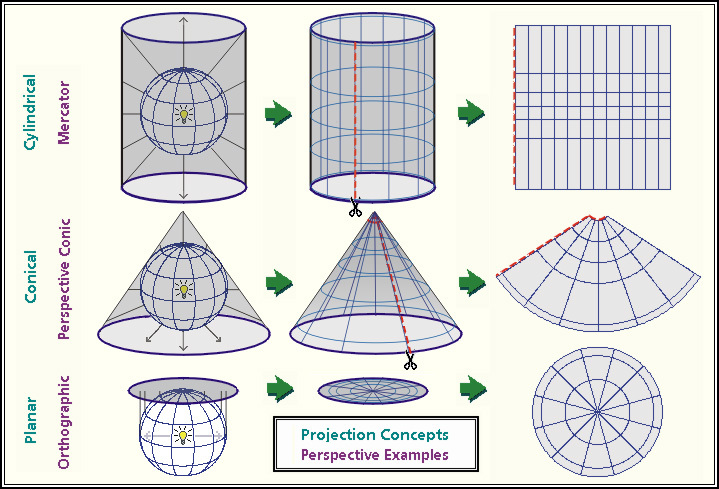 Cylindrical
Mercator
Conical
Perspective Conic
Planar
Orthographic
Projection Concepts
Perspective Examples